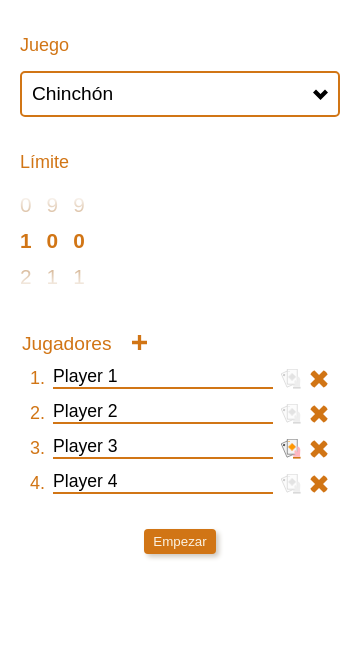 Juego
Chinchón
Límite
0 9 9
1 0 0
2 1 1
Jugadores +
1. Player 1
2. Player 2
3. Player 3
4. Player 4
Empezar